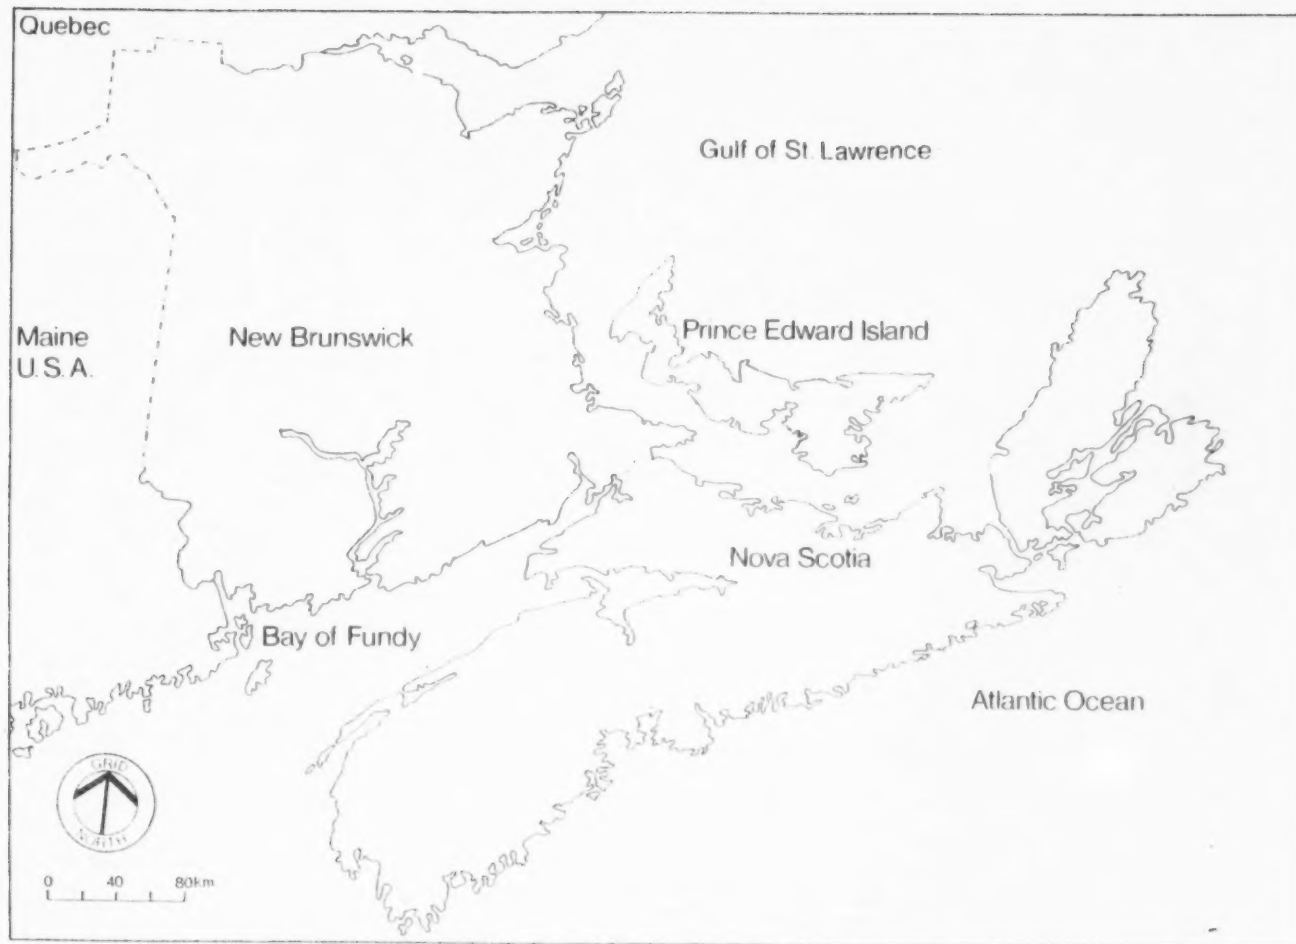 Quebec
Gulf of St. Lawrence
Maine
U.S.A.
New Brunswick
Prince Edward Island
Nova Scotia
Bay of Fundy
Atlantic Ocean
GRID
NORTH
0 40 80km